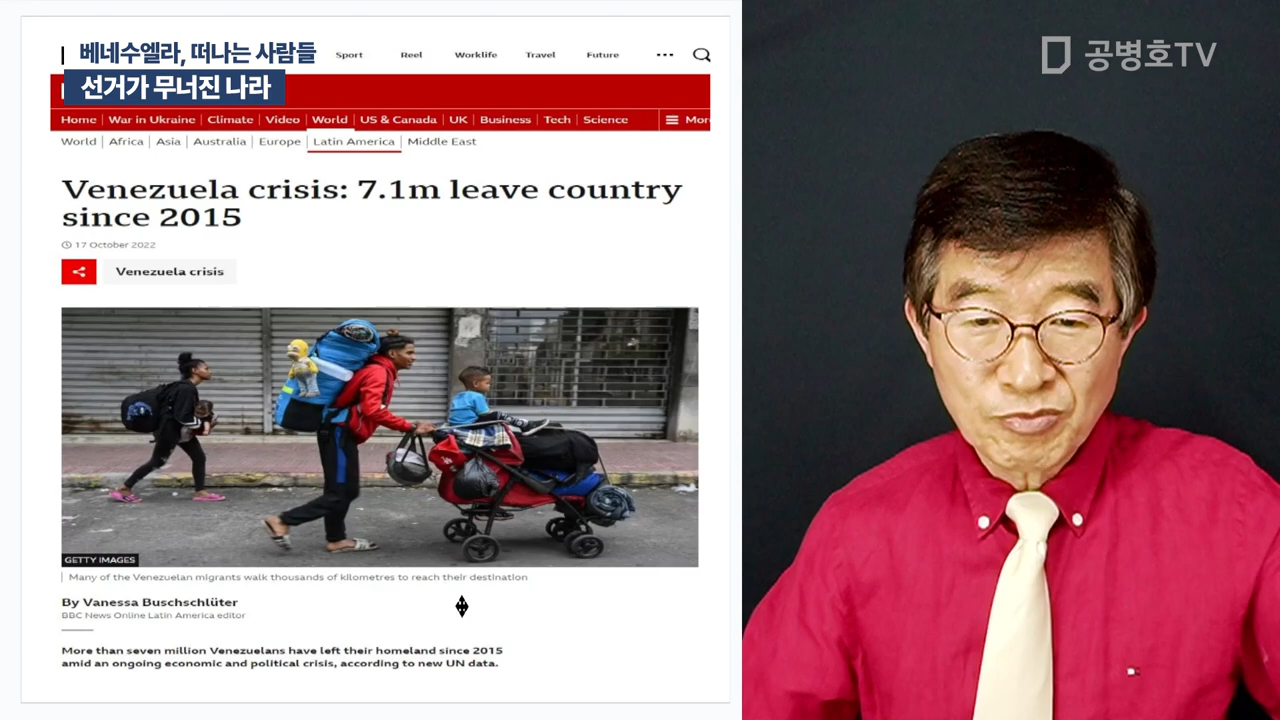 베네수엘라, 떠나는 사람들
선거가 무너진 나라
Sport Reel Worklife Travel Future
Home War in Ukraine Climate Video World US & Canada UK Business Tech Science
World Africa Asia Australia Europe Latin America Middle East
Venezuela crisis: 7.1m leave country
since 2015
17 October 2022
Venezuela crisis
GETTY IMAGES
Many of the Venezuelan migrants walk thousands of kilometres to reach their destination
By Vanessa Buschschlüter
BBC News Online Latin America editor
More than seven million Venezuelans have left their homeland since 2015
amid an ongoing economic and political crisis, according to new UN data.
공병호TV